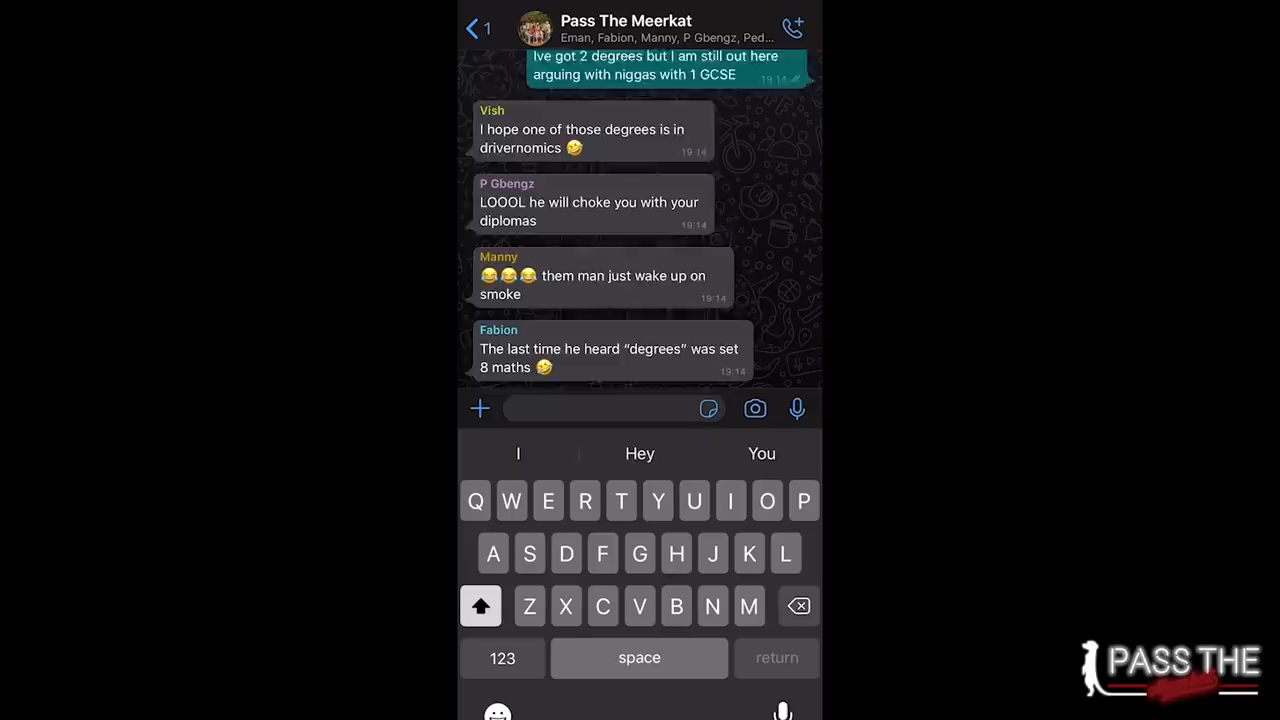 1
Pass The Meerkat
Eman, Fabion, Manny, P Gbengz, Ped...
Ive got 2 degrees but I am still out here
arguing with niggas with 1 GCSE
19:14
Vish
I hope one of those degrees is in
drivernomics 🤣
19:14
P Gbengz
LOOOL he will choke you with your
diplomas
19:14
Manny
😂😂😂 them man just wake up on
smoke
19:14
Fabion
The last time he heard “degrees” was set
8 maths 🤣
19:14
I Hey You
Q W E R T Y U I O P
A S D F G H J K L
Z X C V B N M
123 space return
PASS THE